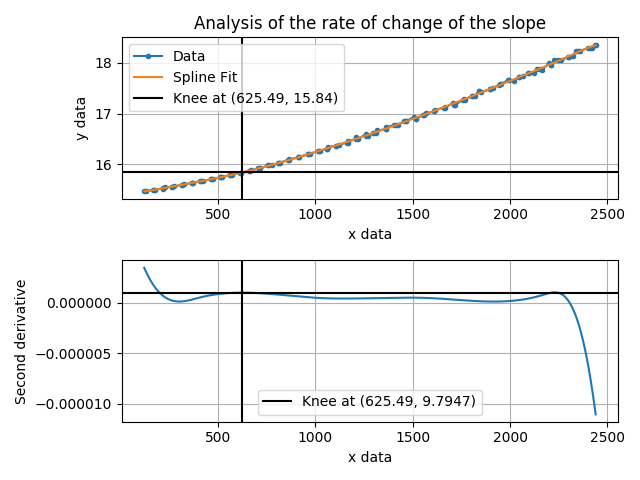 Analysis of the rate of change of the slope
Data
Spline Fit
Knee at (625.49, 15.84)
y data
18
17
16
500 1000 1500 2000 2500
x data
Second derivative
0.000000
−0.000005
−0.000010
Knee at (625.49, 9.7947)
500 1000 1500 2000 2500
x data